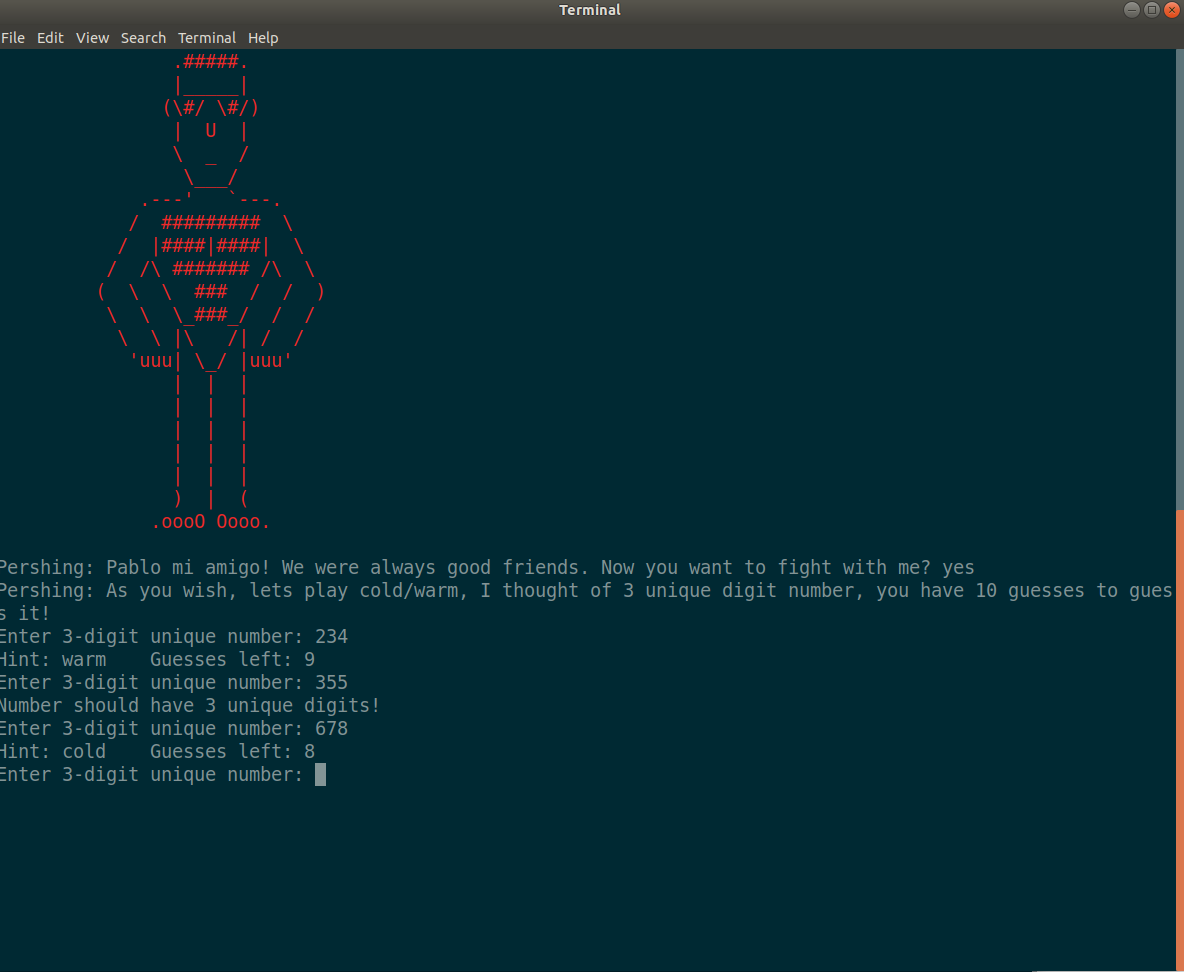 Terminal
File Edit View Search Terminal Help
.#####.
|_____|
(\#/ \#/)
|  U  |
\  _  /
\___/
.---'   `---.
/  #########  \
/  |####|####|  \
/  /\ ####### /\  \
(  \  \  ###  /  /  )
\  \  \_###_/  /  /
\  \ |\   /| /  /
'uuu| \_/ |uuu'
|  |  |
|  |  |
|  |  |
|  |  |
|  |  |
)  |  (
.oooO Oooo.
Pershing: Pablo mi amigo! We were always good friends. Now you want to fight with me? yes
Pershing: As you wish, lets play cold/warm, I thought of 3 unique digit number, you have 10 guesses to gues
s it!
Enter 3-digit unique number: 234
Hint: warm    Guesses left: 9
Enter 3-digit unique number: 355
Number should have 3 unique digits!
Enter 3-digit unique number: 678
Hint: cold    Guesses left: 8
Enter 3-digit unique number: